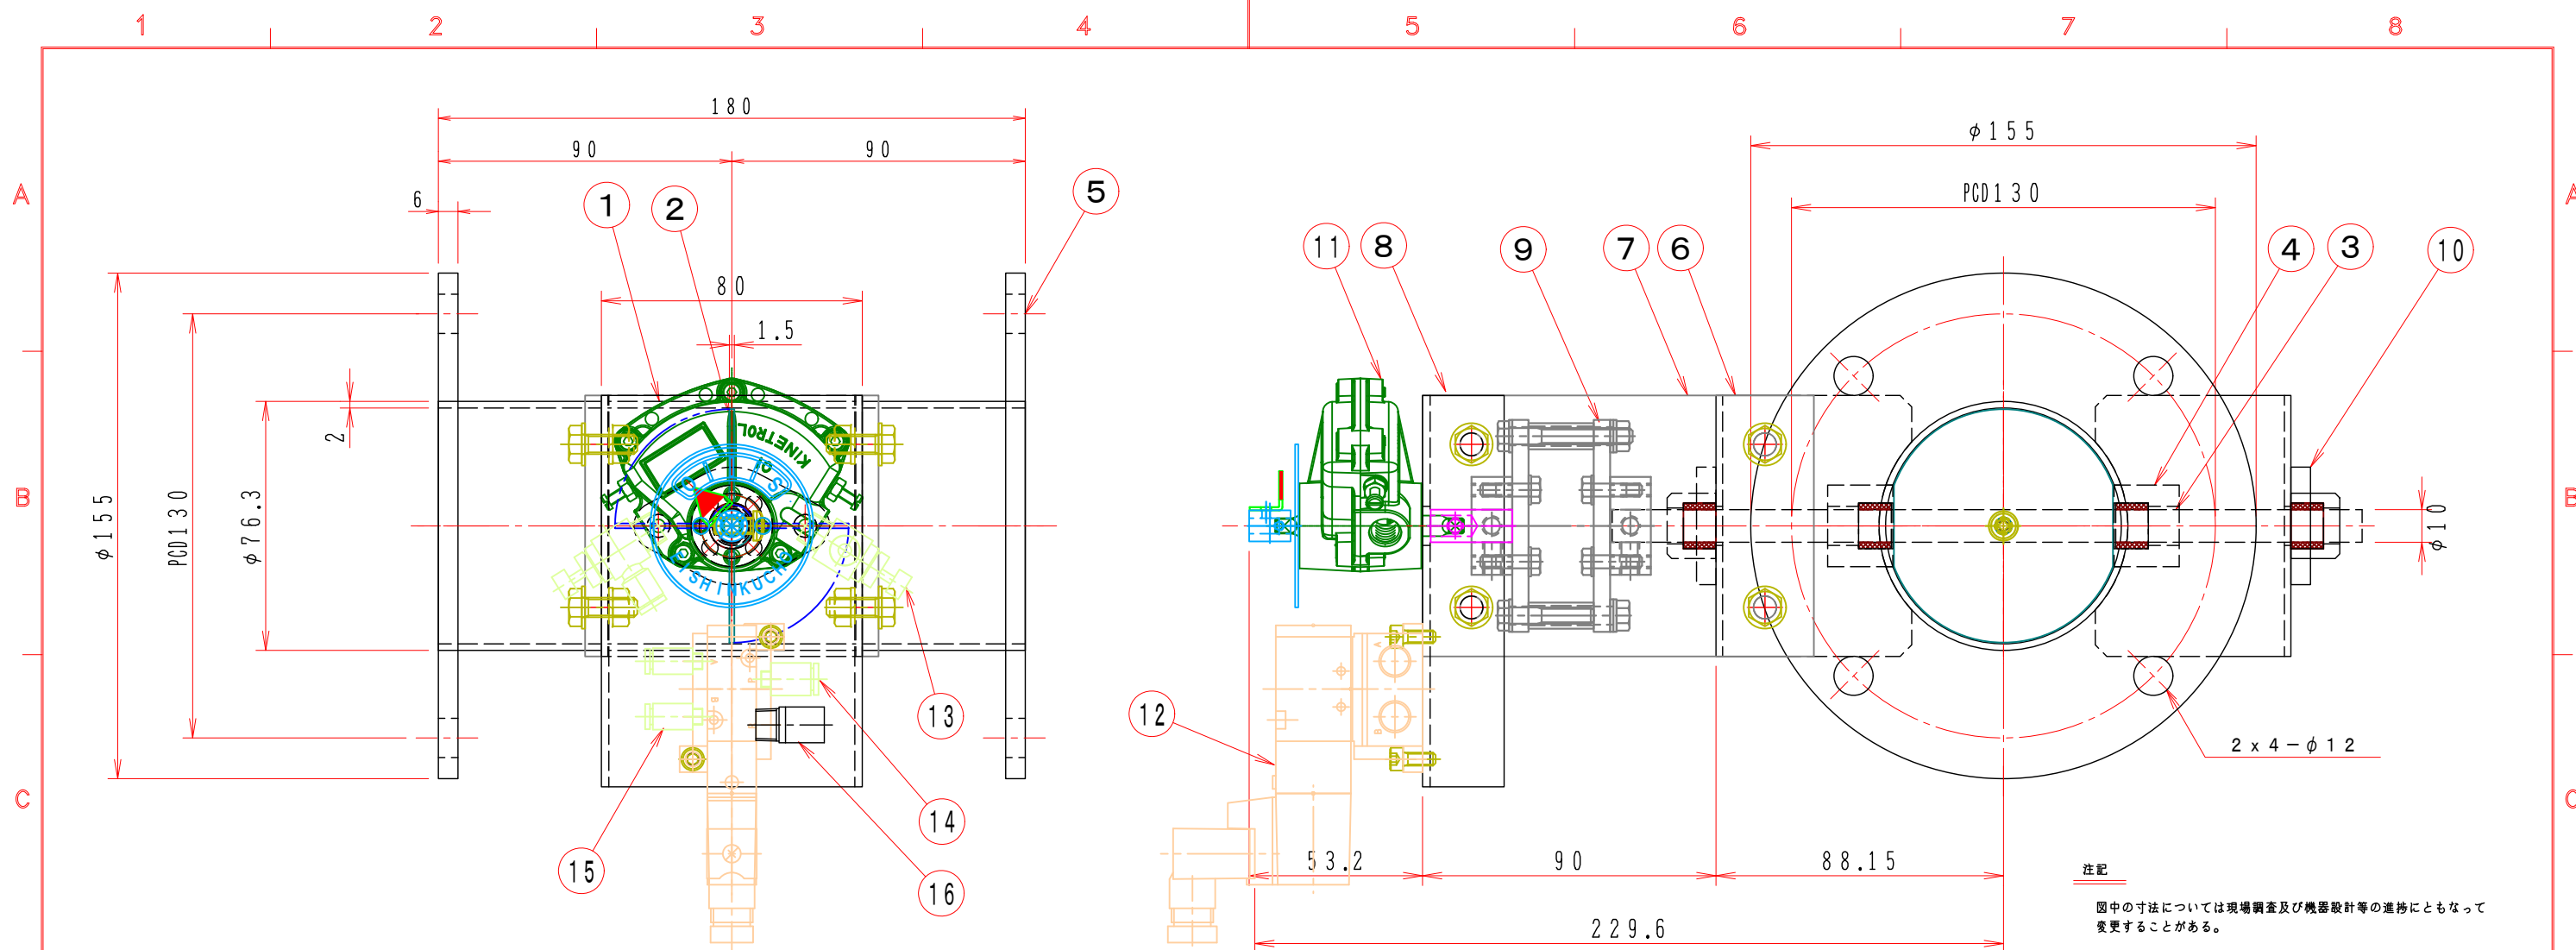 1 2 3 4 5 6 7 8
A A
B B
C C
180
90 90
6
80
1.5
2
φ155
PCD130
φ76.3
1
2
5
KINETROL
EISHINKUCHO
13
14
15
16
φ155
PCD130
11
8
9
7
6
4
3
10
φ10
12
A
B
2x4-φ12
53.2 90 88.15
229.6
注記
図中の寸法については現場調査及び機器設計等の進捗にともなって
変更することがある。